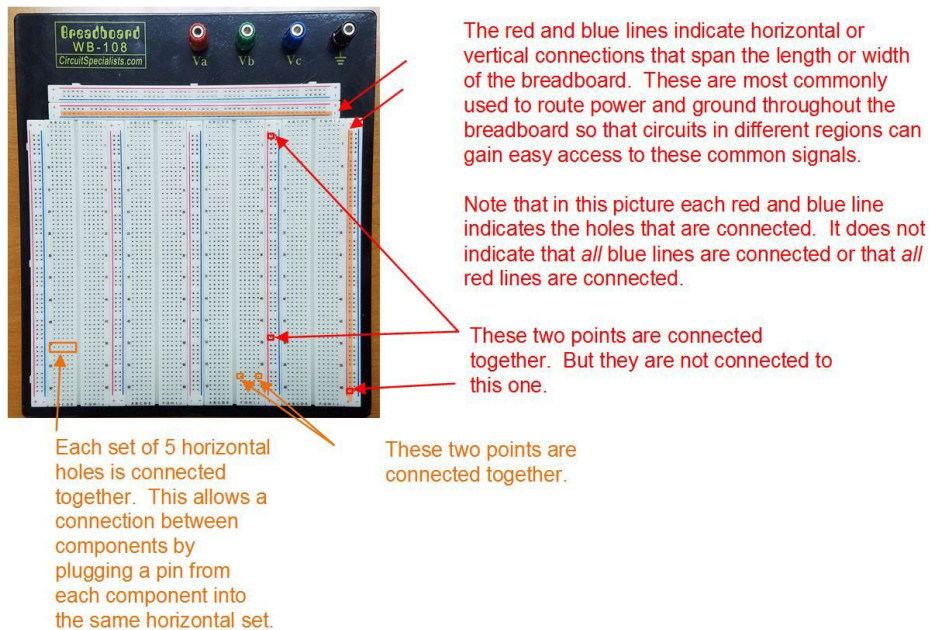 Breadboard
WB-108
CircuitSpecialists.com
Va
Vb
Vc
The red and blue lines indicate horizontal or
vertical connections that span the length or width
of the breadboard.  These are most commonly
used to route power and ground throughout the
breadboard so that circuits in different regions can
gain easy access to these common signals.
Note that in this picture each red and blue line
indicates the holes that are connected.  It does not
indicate that all blue lines are connected or that all
red lines are connected.
These two points are connected
together.  But they are not connected to
this one.
These two points are
connected together.
Each set of 5 horizontal
holes is connected
together.  This allows a
connection between
components by
plugging a pin from
each component into
the same horizontal set.